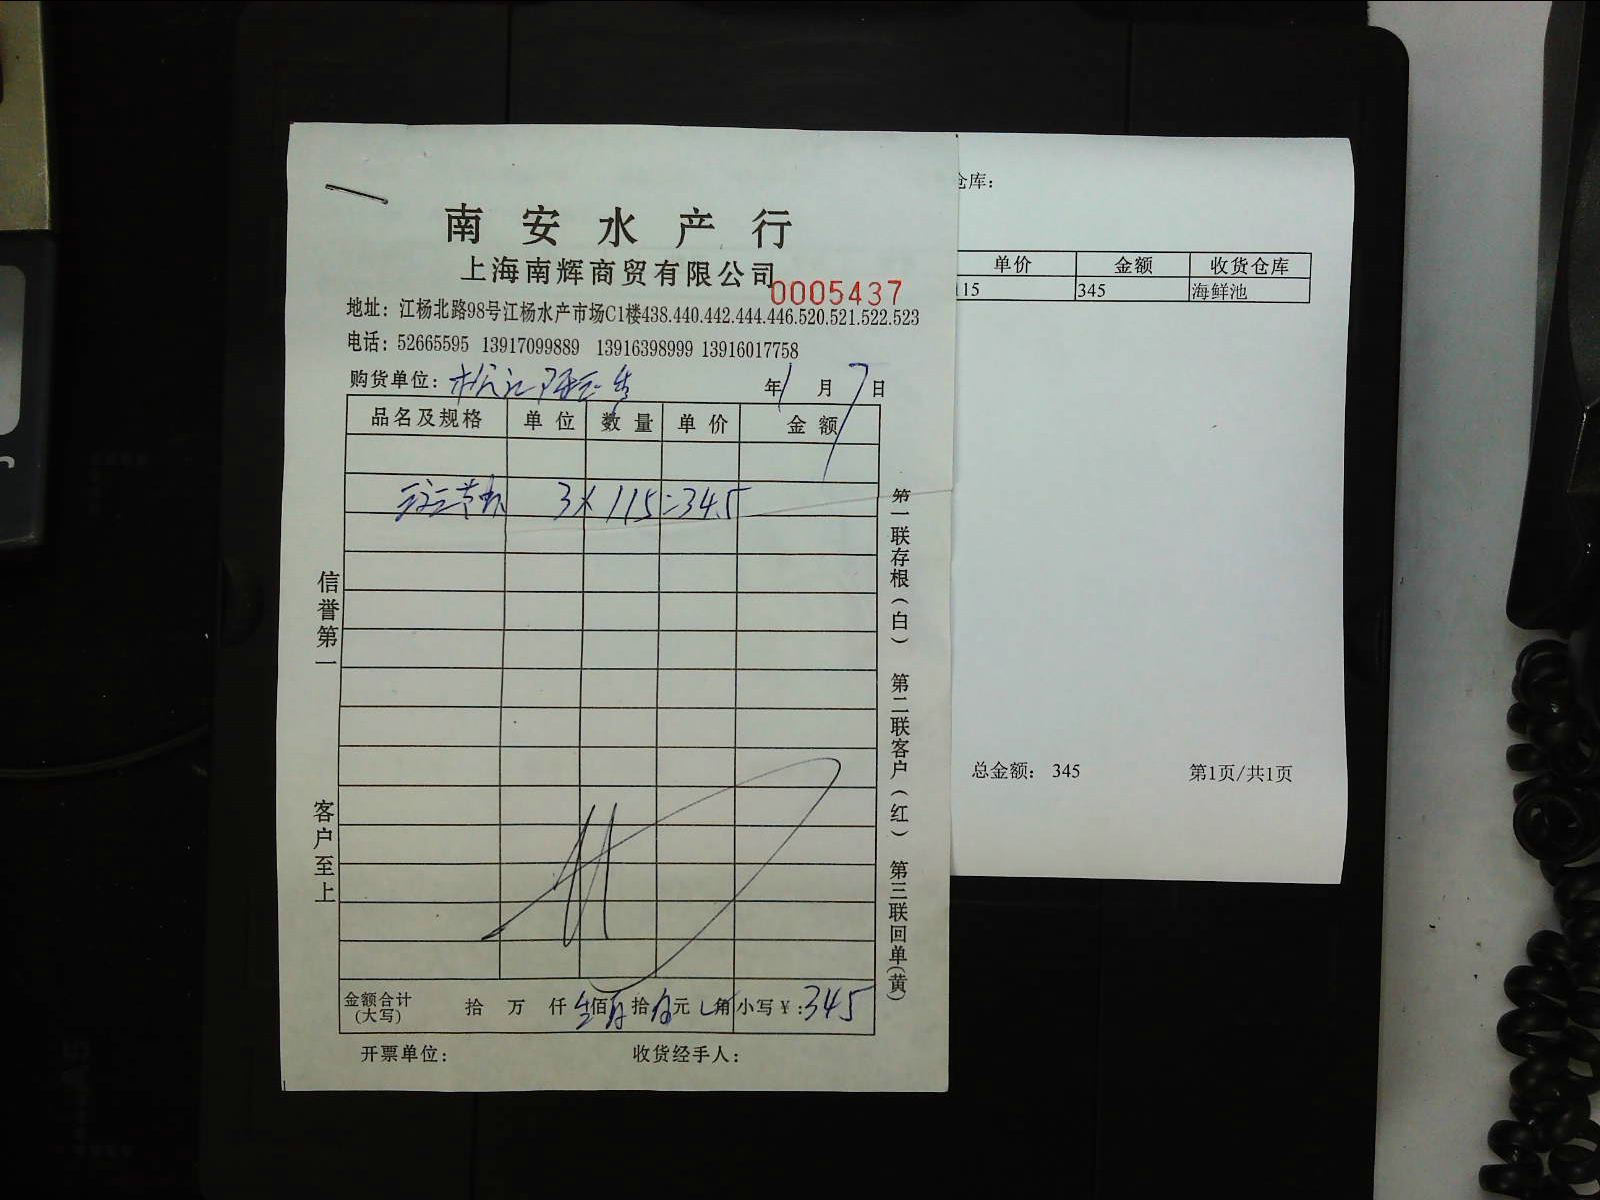 南安水产行
上海南辉商贸有限公司
0005437
地址：江杨北路98号江杨水产市场C1楼438.440.442.444.446.520.521.522.523
电话：52665595 13917099889 13916398999 13916017758
购货单位： 年1月7日
品名及规格 单位 数量 单价 金额
3×115=345
信誉第一
客户至上
第一联存根（白） 第二联客户（红） 第三联回单（黄）
金额合计（大写） 拾 万 仟 佰 拾 元 角 小写￥：345
开票单位： 收货经手人：
仓库：
单价 金额 收货仓库
115 345 海鲜池
总金额： 345 第1页/共1页